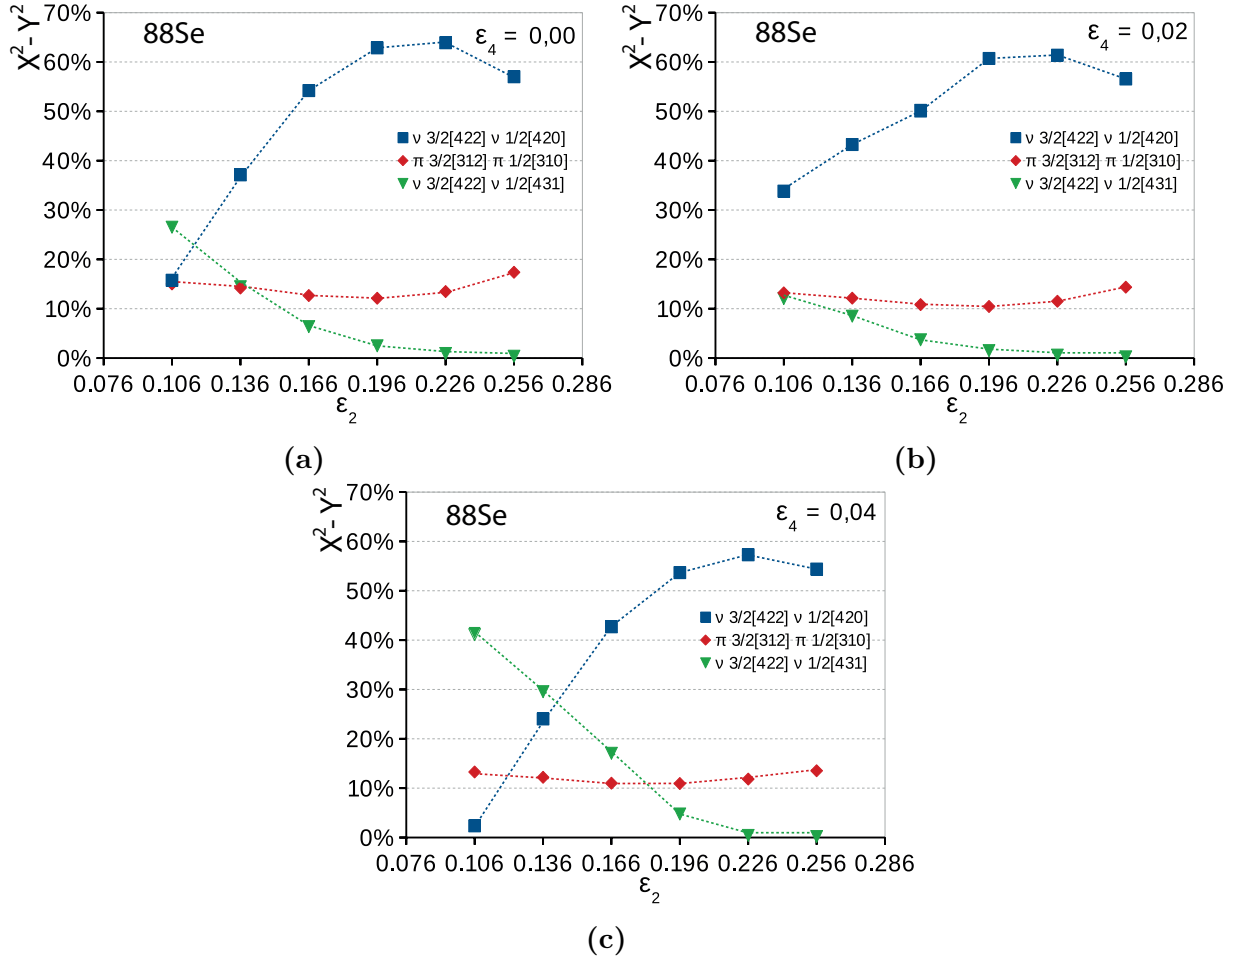 88Se
ε4 = 0,00
X²- Y²
70%
60%
50%
40%
30%
20%
10%
0%
ν 3/2[422] ν 1/2[420]
π 3/2[312] π 1/2[310]
ν 3/2[422] ν 1/2[431]
0.076 0.106 0.136 0.166 0.196 0.226 0.256 0.286
ε2
(a)
88Se
ε4 = 0,02
X²- Y²
70%
60%
50%
40%
30%
20%
10%
0%
ν 3/2[422] ν 1/2[420]
π 3/2[312] π 1/2[310]
ν 3/2[422] ν 1/2[431]
0.076 0.106 0.136 0.166 0.196 0.226 0.256 0.286
ε2
(b)
88Se
ε4 = 0,04
X²- Y²
70%
60%
50%
40%
30%
20%
10%
0%
ν 3/2[422] ν 1/2[420]
π 3/2[312] π 1/2[310]
ν 3/2[422] ν 1/2[431]
0.076 0.106 0.136 0.166 0.196 0.226 0.256 0.286
ε2
(c)